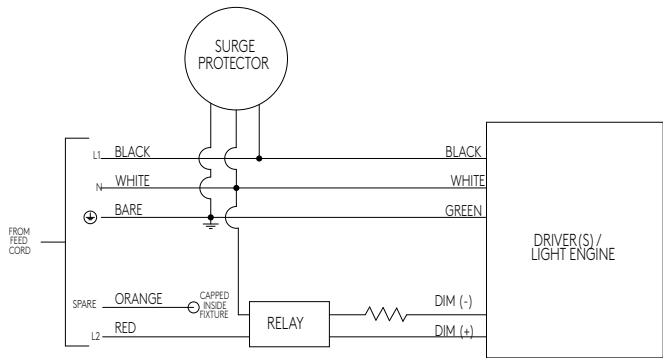 SURGE
PROTECTOR
L1 BLACK BLACK
N WHITE WHITE
BARE GREEN
FROM
FEED
CORD
DRIVER(S) /
LIGHT ENGINE
SPARE ORANGE
CAPPED
INSIDE
FIXTURE
RELAY
DIM (-)
L2 RED
DIM (+)